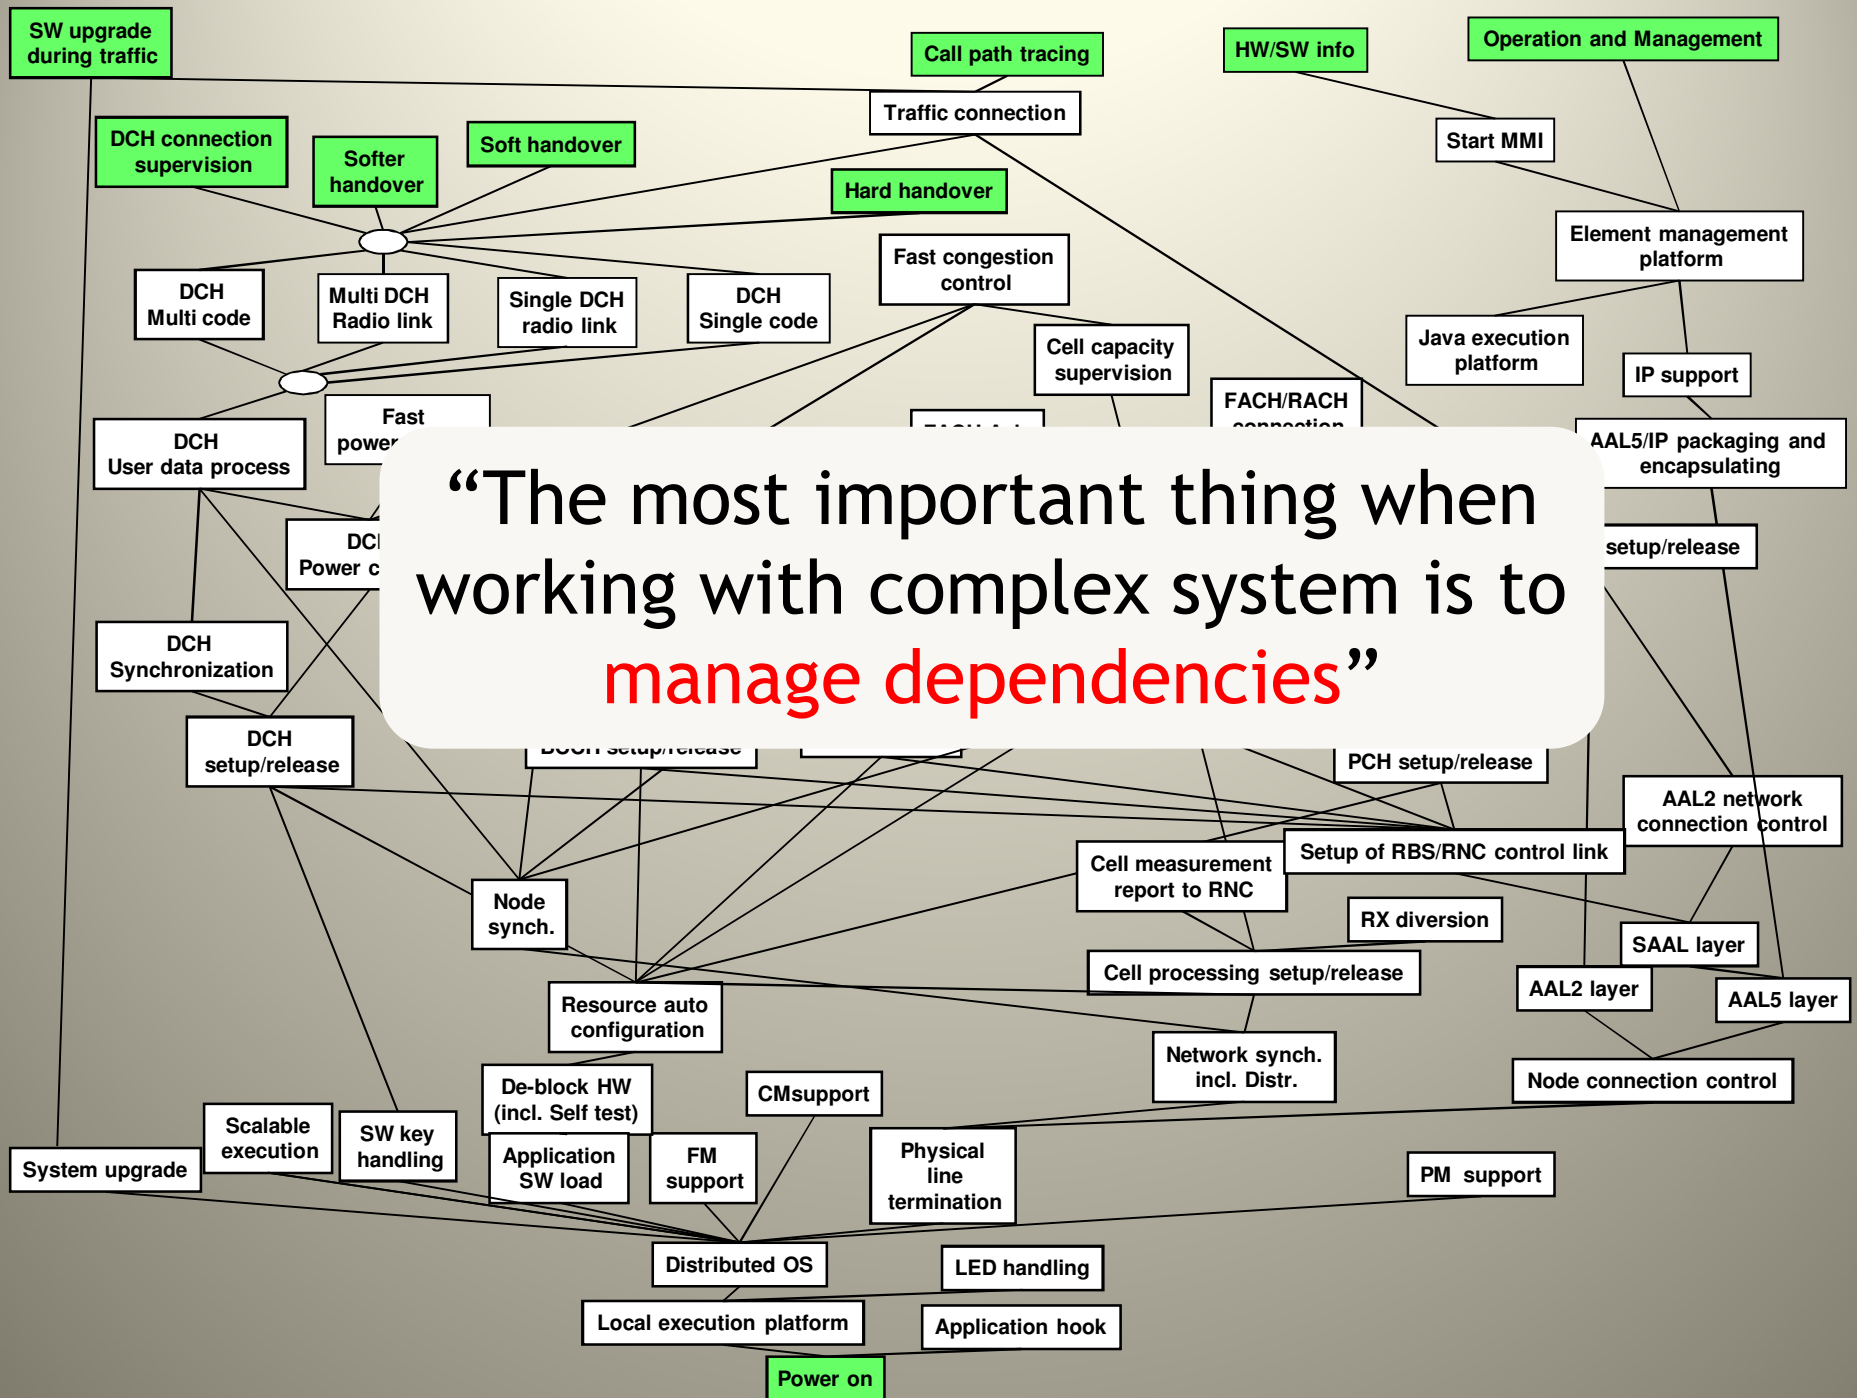 SW upgrade
during traffic
Call path tracing
HW/SW info
Operation and Management
Traffic connection
DCH connection
supervision
Softer
handover
Soft handover
Start MMI
Hard handover
Element management
platform
Fast congestion
control
DCH
Multi code
Multi DCH
Radio link
Single DCH
radio link
DCH
Single code
Cell capacity
supervision
Java execution
platform
IP support
Fast
power
FACH/RACH
connection
DCH
User data process
AAL5/IP packaging and
encapsulating
“The most important thing when
working with complex system is to
manage dependencies”
Power
setup/release
DCH
Synchronization
DCH
setup/release
setup/release
PCH setup/release
AAL2 network
connection control
Setup of RBS/RNC control link
Cell measurement
report to RNC
Node
synch.
RX diversion
SAAL layer
Cell processing setup/release
AAL2 layer
AAL5 layer
Resource auto
configuration
Network synch.
incl. Distr.
Node connection control
De-block HW
(incl. Self test)
CMsupport
Scalable
execution
SW key
handling
System upgrade
Application
SW load
FM
support
Physical
line
termination
PM support
Distributed OS
LED handling
Local execution platform
Application hook
Power on